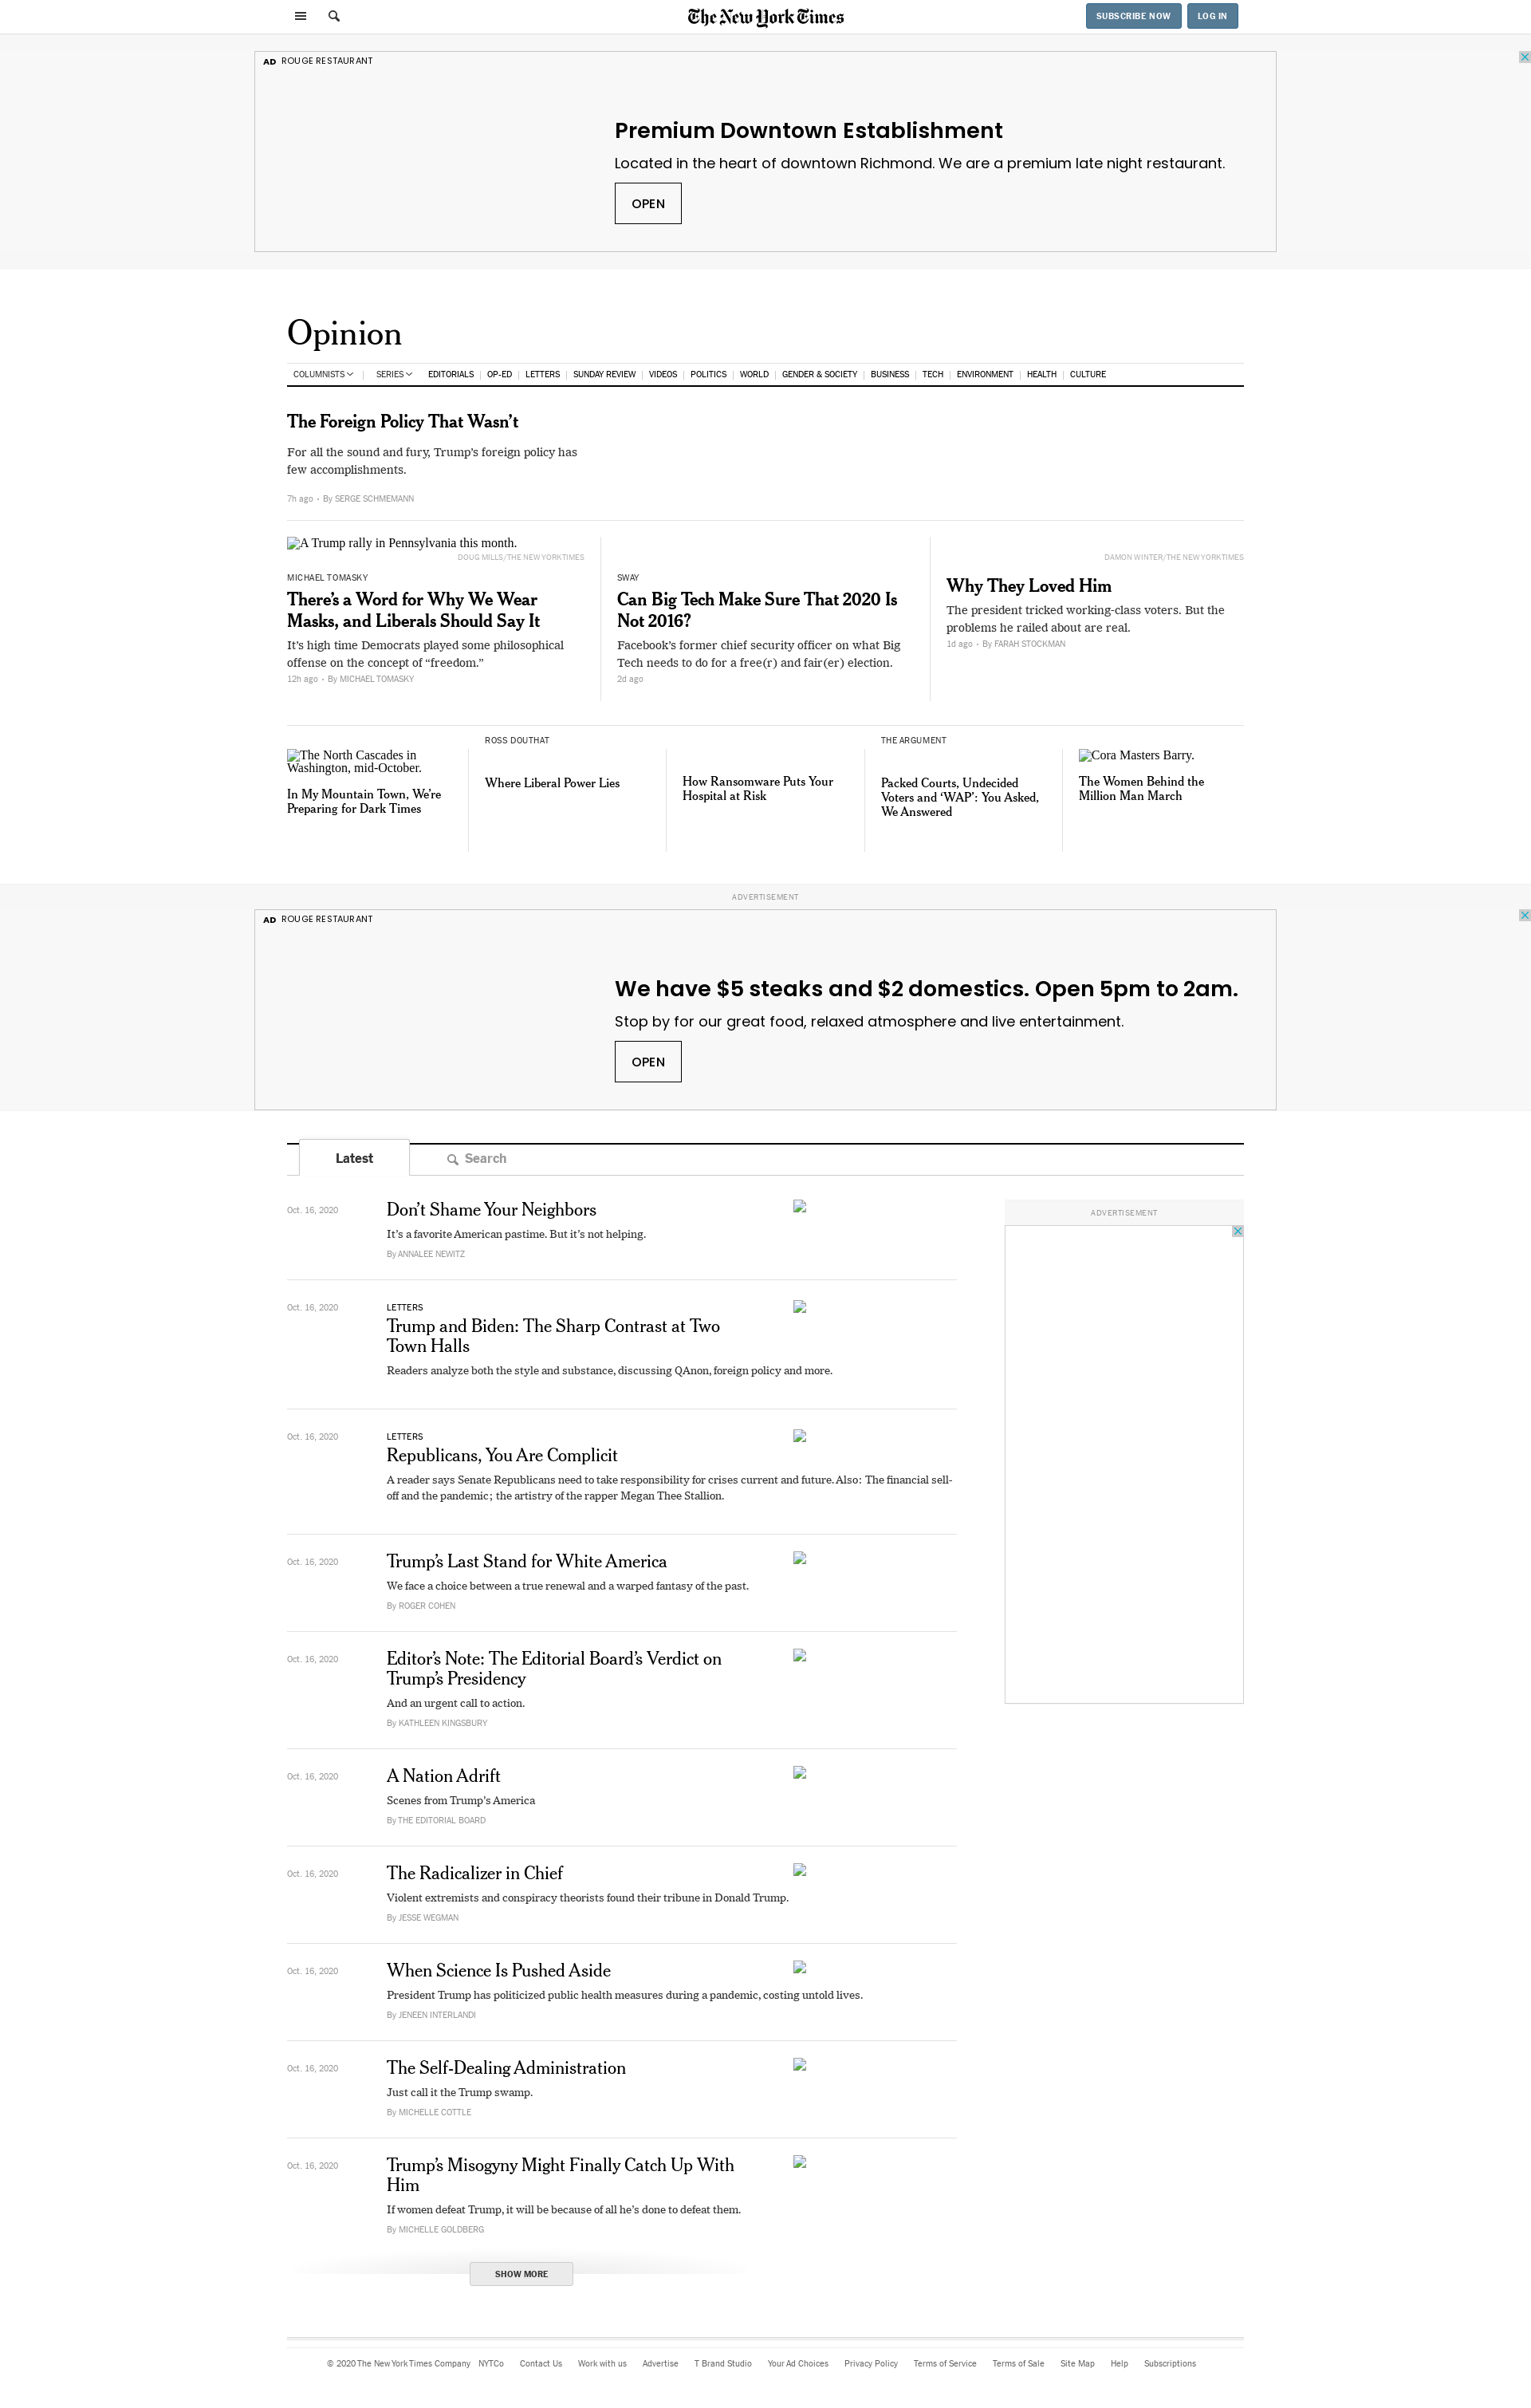 The New York Times
SUBSCRIBE NOW
LOG IN
AD ROUGE RESTAURANT
Premium Downtown Establishment
Located in the heart of downtown Richmond. We are a premium late night restaurant.
OPEN
Opinion
COLUMNISTS SERIES EDITORIALS OP-ED LETTERS SUNDAY REVIEW VIDEOS POLITICS WORLD GENDER & SOCIETY BUSINESS TECH ENVIRONMENT HEALTH CULTURE
The Foreign Policy That Wasn’t
For all the sound and fury, Trump’s foreign policy has
few accomplishments.
7h ago • By SERGE SCHMEMANN
A Trump rally in Pennsylvania this month.
DOUG MILLS/THE NEW YORK TIMES
MICHAEL TOMASKY
There’s a Word for Why We Wear
Masks, and Liberals Should Say It
It’s high time Democrats played some philosophical
offense on the concept of “freedom.”
12h ago • By MICHAEL TOMASKY
SWAY
Can Big Tech Make Sure That 2020 Is
Not 2016?
Facebook’s former chief security officer on what Big
Tech needs to do for a free(r) and fair(er) election.
2d ago
DAMON WINTER/THE NEW YORK TIMES
Why They Loved Him
The president tricked working-class voters. But the
problems he railed about are real.
1d ago • By FARAH STOCKMAN
The North Cascades in
Washington, mid-October.
In My Mountain Town, We’re
Preparing for Dark Times
ROSS DOUTHAT
Where Liberal Power Lies
How Ransomware Puts Your
Hospital at Risk
THE ARGUMENT
Packed Courts, Undecided
Voters and ‘WAP’: You Asked,
We Answered
Cora Masters Barry.
The Women Behind the
Million Man March
ADVERTISEMENT
AD ROUGE RESTAURANT
We have $5 steaks and $2 domestics. Open 5pm to 2am.
Stop by for our great food, relaxed atmosphere and live entertainment.
OPEN
Latest
Search
ADVERTISEMENT
Oct. 16, 2020
Don’t Shame Your Neighbors
It’s a favorite American pastime. But it’s not helping.
By ANNALEE NEWITZ
Oct. 16, 2020
LETTERS
Trump and Biden: The Sharp Contrast at Two
Town Halls
Readers analyze both the style and substance, discussing QAnon, foreign policy and more.
Oct. 16, 2020
LETTERS
Republicans, You Are Complicit
A reader says Senate Republicans need to take responsibility for crises current and future. Also: The financial sell-
off and the pandemic; the artistry of the rapper Megan Thee Stallion.
Oct. 16, 2020
Trump’s Last Stand for White America
We face a choice between a true renewal and a warped fantasy of the past.
By ROGER COHEN
Oct. 16, 2020
Editor’s Note: The Editorial Board’s Verdict on
Trump’s Presidency
And an urgent call to action.
By KATHLEEN KINGSBURY
Oct. 16, 2020
A Nation Adrift
Scenes from Trump's America
By THE EDITORIAL BOARD
Oct. 16, 2020
The Radicalizer in Chief
Violent extremists and conspiracy theorists found their tribune in Donald Trump.
By JESSE WEGMAN
Oct. 16, 2020
When Science Is Pushed Aside
President Trump has politicized public health measures during a pandemic, costing untold lives.
By JENEEN INTERLANDI
Oct. 16, 2020
The Self-Dealing Administration
Just call it the Trump swamp.
By MICHELLE COTTLE
Oct. 16, 2020
Trump’s Misogyny Might Finally Catch Up With
Him
If women defeat Trump, it will be because of all he's done to defeat them.
By MICHELLE GOLDBERG
SHOW MORE
© 2020 The New York Times Company NYTCo Contact Us Work with us Advertise T Brand Studio Your Ad Choices Privacy Policy Terms of Service Terms of Sale Site Map Help Subscriptions